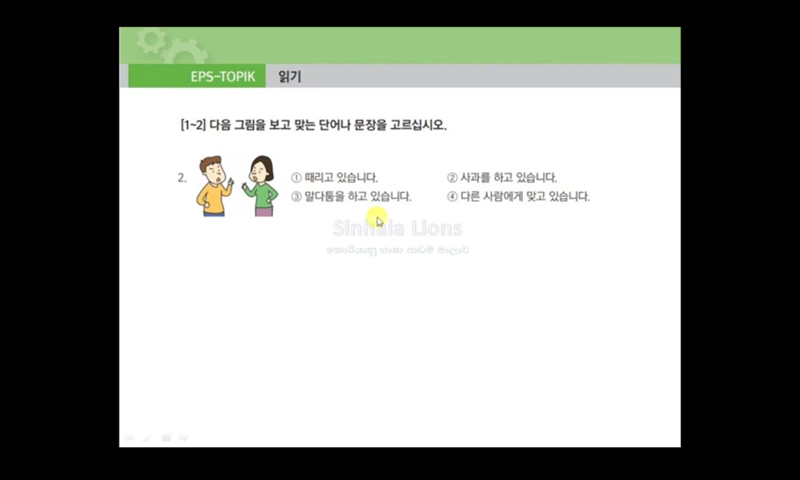 EPS-TOPIK 읽기
[1~2] 다음 그림을 보고 맞는 단어나 문장을 고르십시오.
2. ① 때리고 있습니다. ② 사과를 하고 있습니다.
③ 말다툼을 하고 있습니다. ④ 다른 사람에게 맞고 있습니다.
Sinhala Lions
කොරියානු භාෂා පාඩම් මාලාව